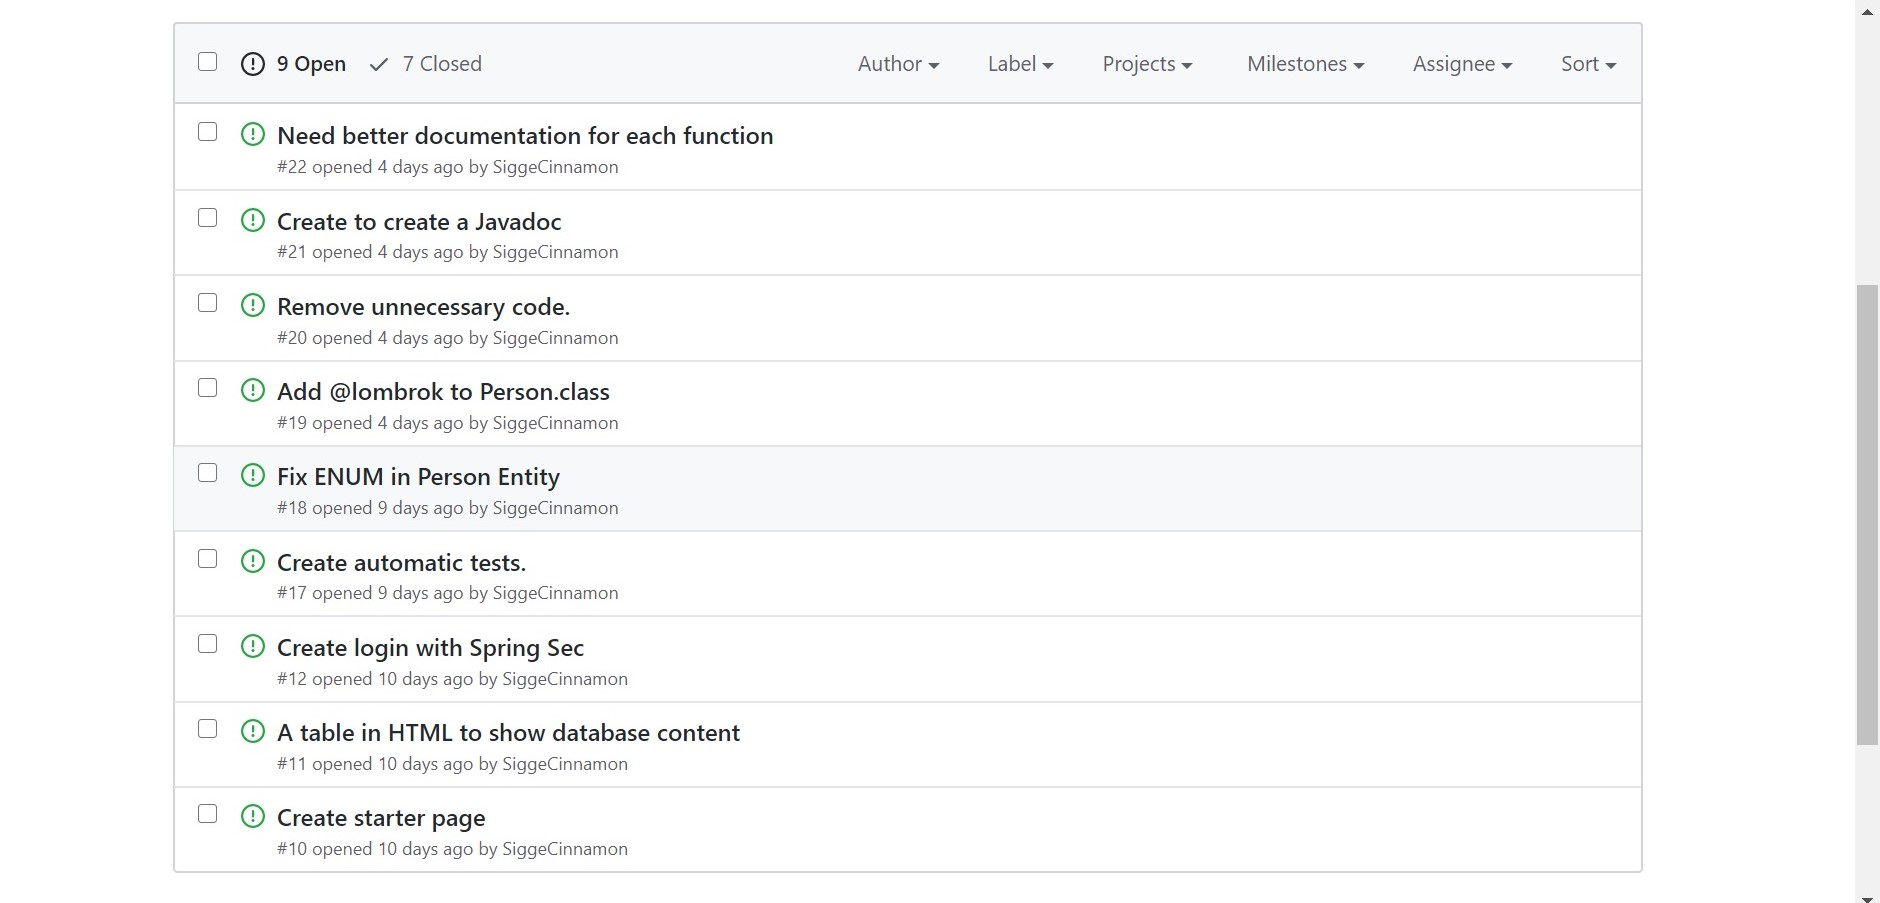 9 Open 7 Closed Author Label Projects Milestones Assignee Sort
Need better documentation for each function
#22 opened 4 days ago by SiggeCinnamon
Create to create a Javadoc
#21 opened 4 days ago by SiggeCinnamon
Remove unnecessary code.
#20 opened 4 days ago by SiggeCinnamon
Add @lombrok to Person.class
#19 opened 4 days ago by SiggeCinnamon
Fix ENUM in Person Entity
#18 opened 9 days ago by SiggeCinnamon
Create automatic tests.
#17 opened 9 days ago by SiggeCinnamon
Create login with Spring Sec
#12 opened 10 days ago by SiggeCinnamon
A table in HTML to show database content
#11 opened 10 days ago by SiggeCinnamon
Create starter page
#10 opened 10 days ago by SiggeCinnamon